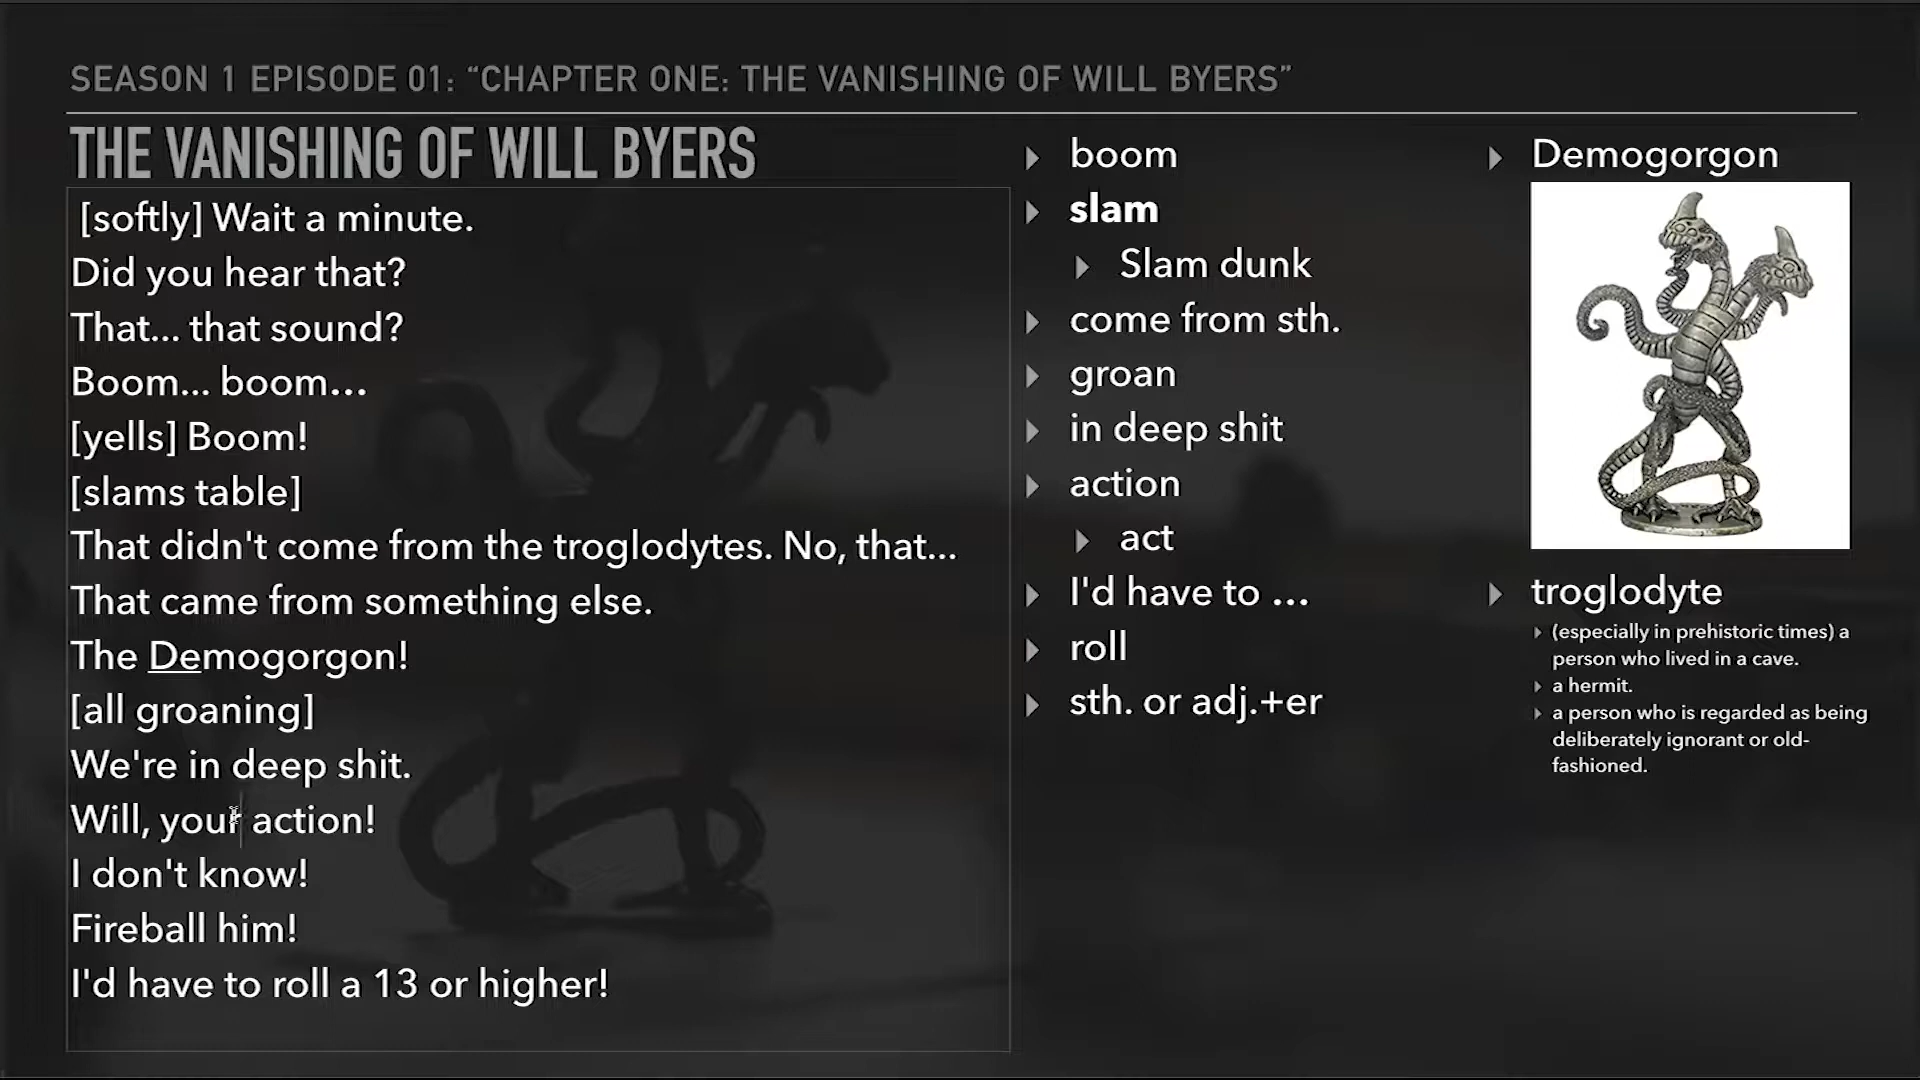 SEASON 1 EPISODE 01: “CHAPTER ONE: THE VANISHING OF WILL BYERS”
THE VANISHING OF WILL BYERS
[softly] Wait a minute.
Did you hear that?
That... that sound?
Boom... boom...
[yells] Boom!
[slams table]
That didn't come from the troglodytes. No, that...
That came from something else.
The Demogorgon!
[all groaning]
We're in deep shit.
Will, your action!
I don't know!
Fireball him!
I'd have to roll a 13 or higher!
boom
slam
Slam dunk
come from sth.
groan
in deep shit
action
act
I'd have to ...
roll
sth. or adj.+er
Demogorgon
troglodyte
(especially in prehistoric times) a
person who lived in a cave.
a hermit.
a person who is regarded as being
deliberately ignorant or old-
fashioned.